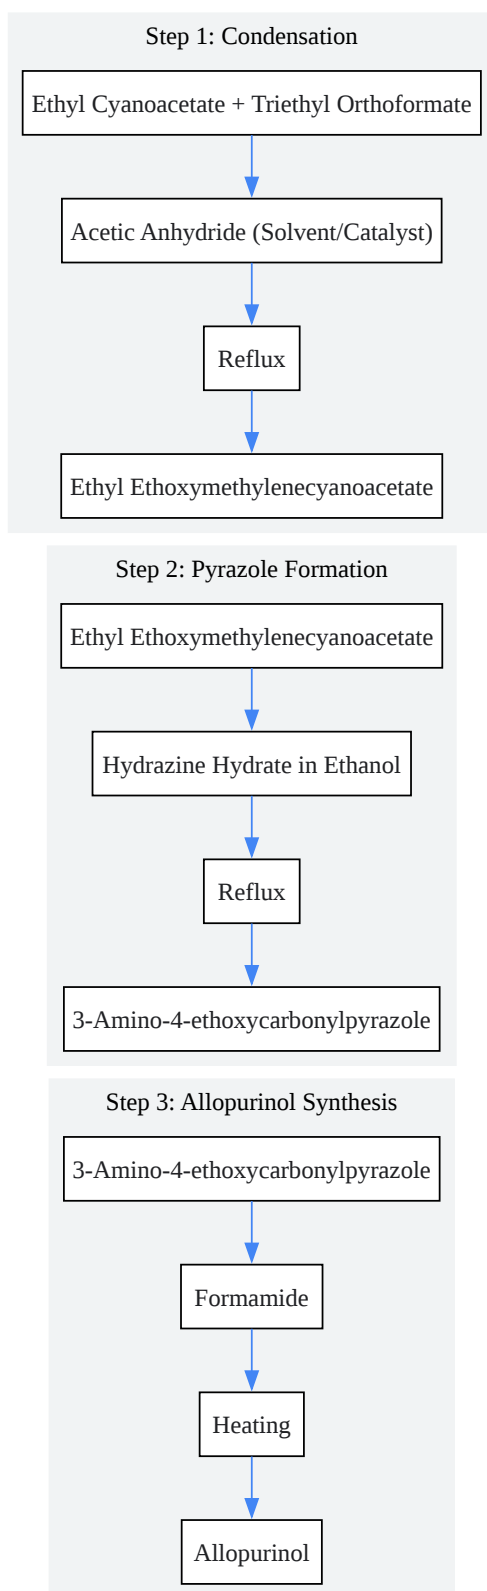 Step 1: Condensation
Ethyl Cyanoacetate + Triethyl Orthoformate
Acetic Anhydride (Solvent/Catalyst)
Reflux
Ethyl Ethoxymethylenecyanoacetate
Step 2: Pyrazole Formation
Ethyl Ethoxymethylenecyanoacetate
Hydrazine Hydrate in Ethanol
Reflux
3-Amino-4-ethoxycarbonylpyrazole
Step 3: Allopurinol Synthesis
3-Amino-4-ethoxycarbonylpyrazole
Formamide
Heating
Allopurinol